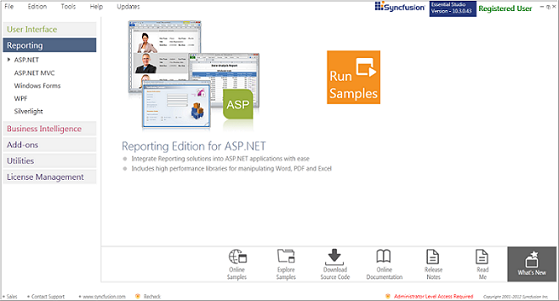 File Edition Tools Help Updates
Syncfusion
Essential Studio
Version - 10.3.0.43
Registered User
User Interface
Reporting
ASP.NET
ASP.NET MVC
Windows Forms
WPF
Silverlight
Business Intelligence
Add-ons
Utilities
License Management
ASP
Run
Samples
Reporting Edition for ASP.NET
Integrate Reporting solutions into ASP.NET applications with ease
Includes high performance libraries for manipulating Word, PDF and Excel
Online
Samples
Explore
Samples
Download
Source Code
Online
Documentation
Release
Notes
Read
Me
What's New
Sales Contact Support www.syncfusion.com Recheck
Administrator Level Access Required
Copyright 2001-2012 Syncfusion Inc.